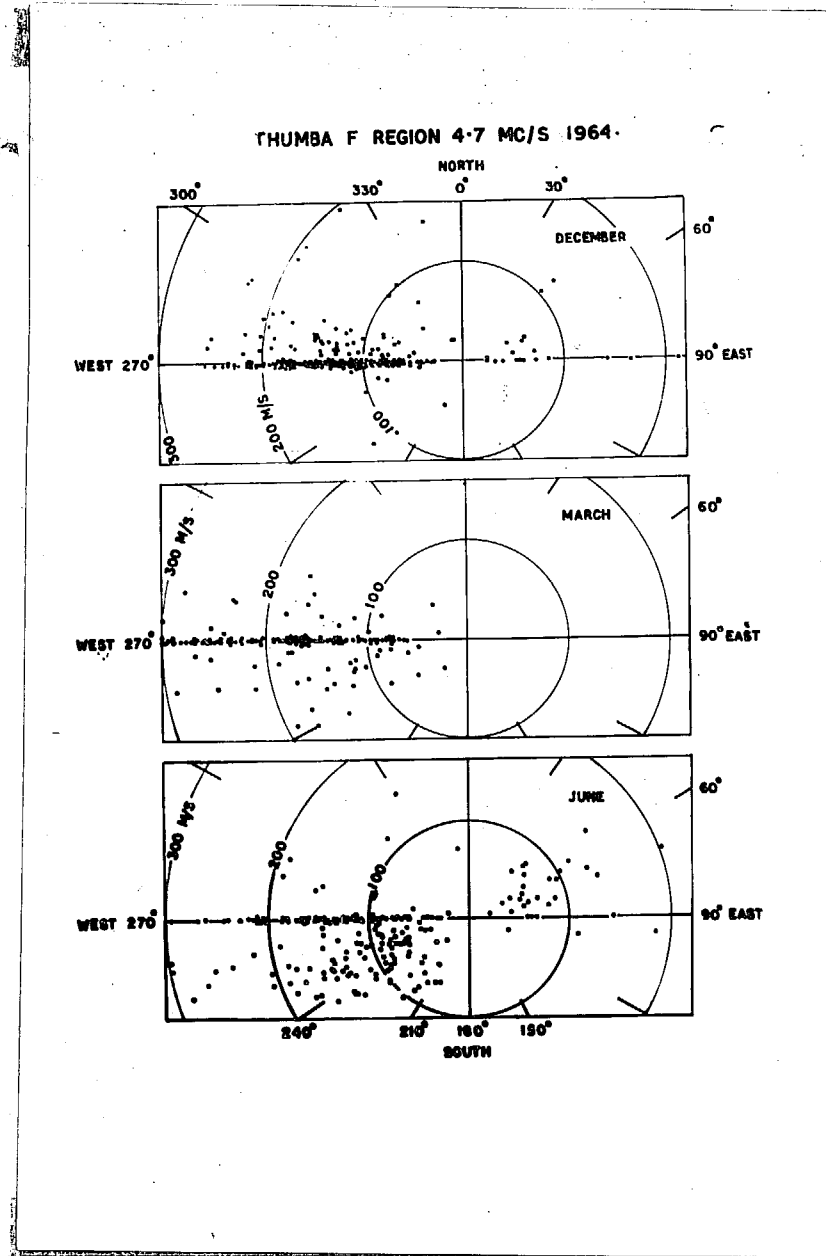 THUMBA F REGION 4.7 MC/S 1964.
NORTH
300° 330° 0° 30°
60°
DECEMBER
WEST 270° 90° EAST
300 200 M/S 100
60°
MARCH
300 M/S 200 100
WEST 270° 90° EAST
60°
JUNE
300 M/S 200 100
WEST 270° 90° EAST
240° 210° 180° 150°
SOUTH